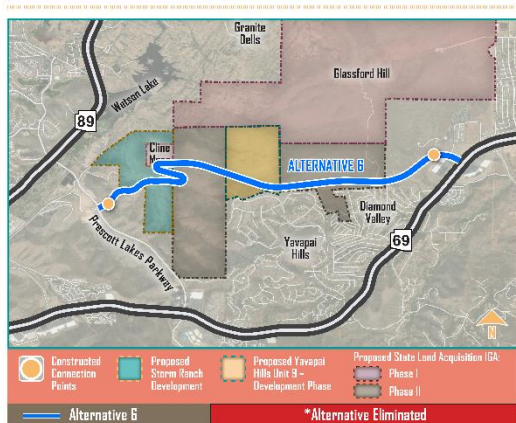 Granite
Dells
Glassford Hill
Watson Lake
89
Cline
ALTERNATIVE 6
Prescott Lakes Parkway
Diamond
Valley
Yavapai
Hills
69
N
Constructed
Connection
Points
Proposed
Storm Ranch
Development
Proposed Yavapai
Hills Unit 9 –
Development Phase
Proposed State Land Acquisition IGA:
Phase I
Phase II
Alternative 6
*Alternative Eliminated